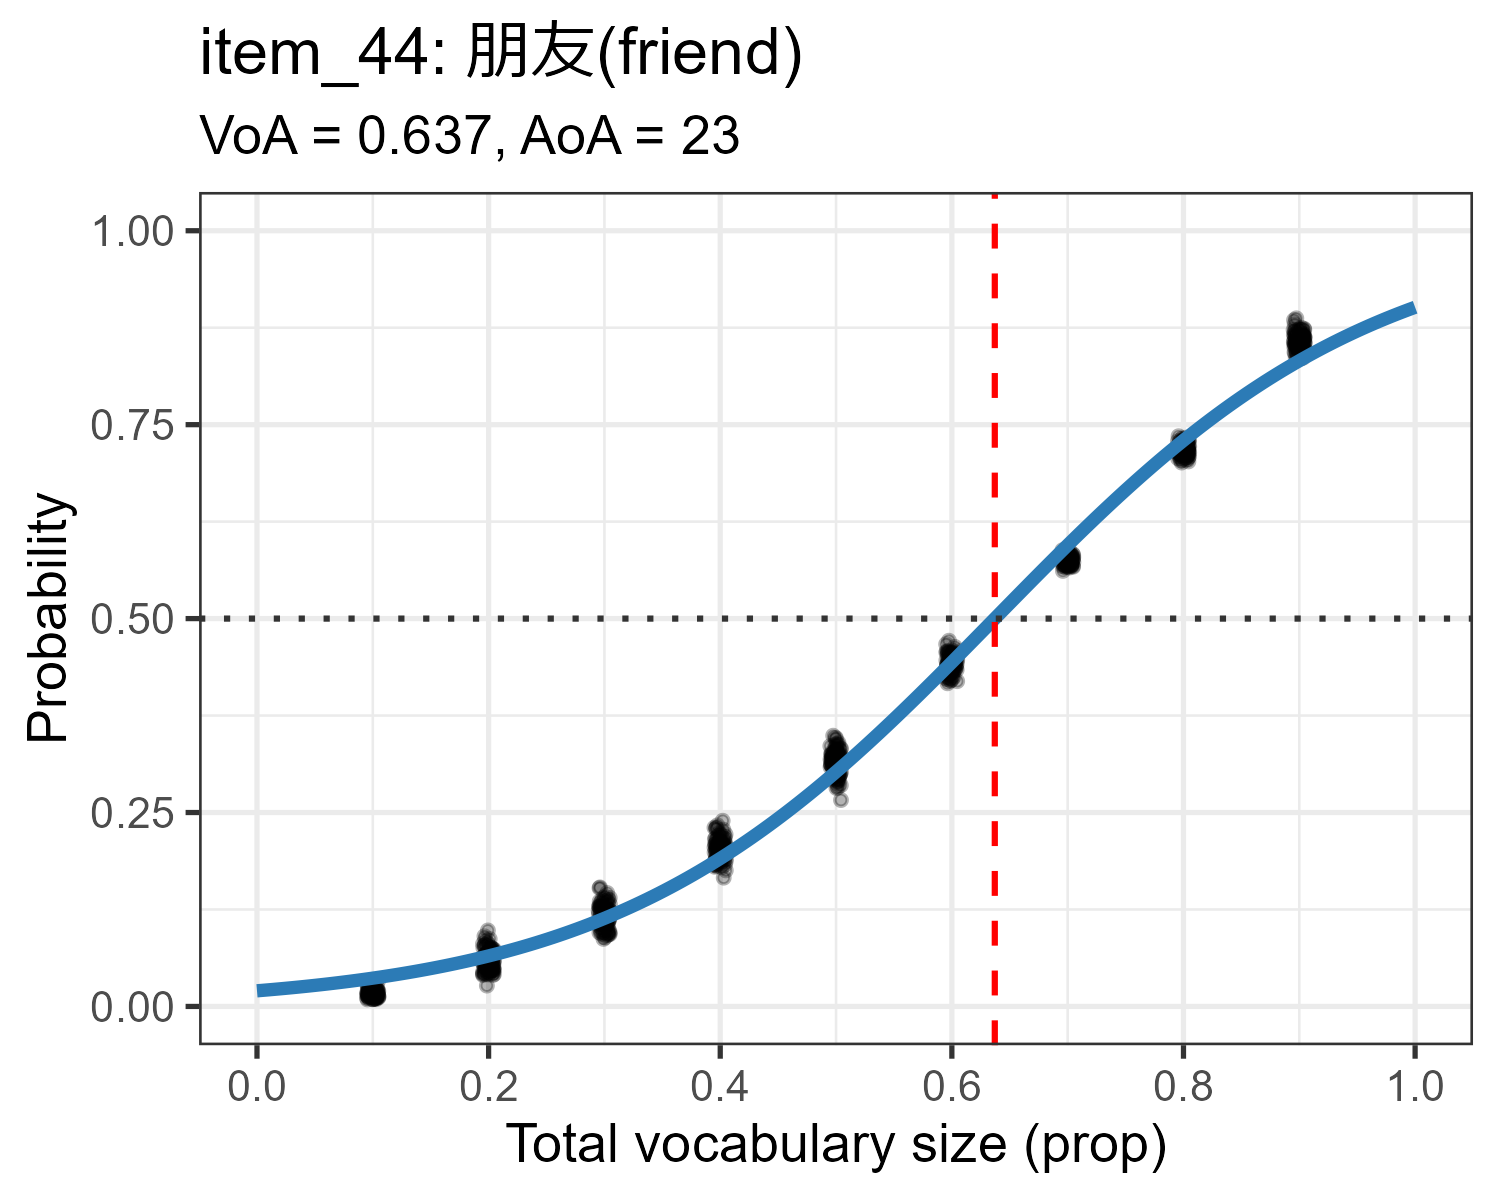 item_44: 朋友(friend)
VoA = 0.637, AoA = 23
1.00
0.75
0.50
0.25
0.00
Probability
0.0 0.2 0.4 0.6 0.8 1.0
Total vocabulary size (prop)